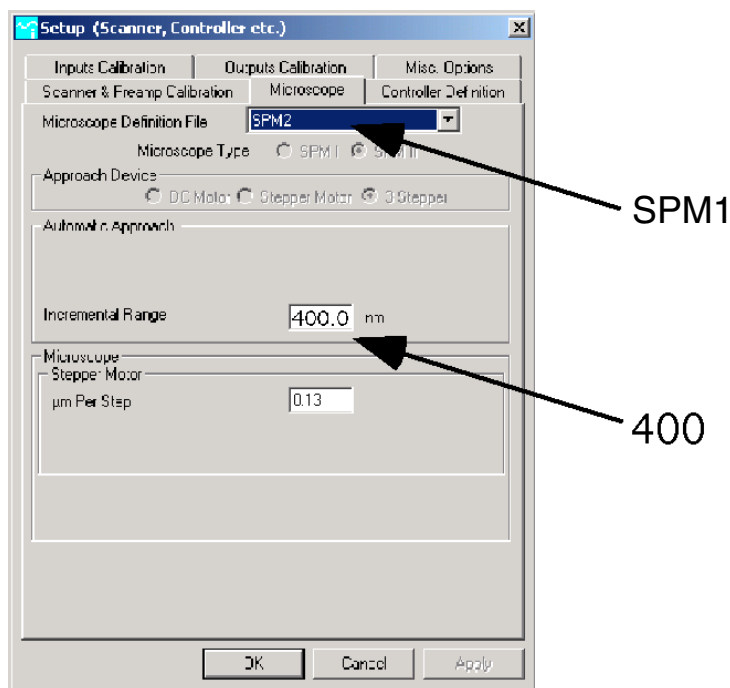 Setup (Scanner, Controller etc.)
Inputs Calibration Outputs Calibration Misc. Options
Scanner & Preamp Calibration Microscope Controller Definition
Microscope Definition File SPM2
Microscope Type SPM I
SPM1
Approach Device
DC Motor Stepper Motor 3 Stepper
Automatic Approach
Incremental Range 400.0 nm
Microscope
Stepper Motor
µm Per Step 0.13
400
OK Cancel Apply